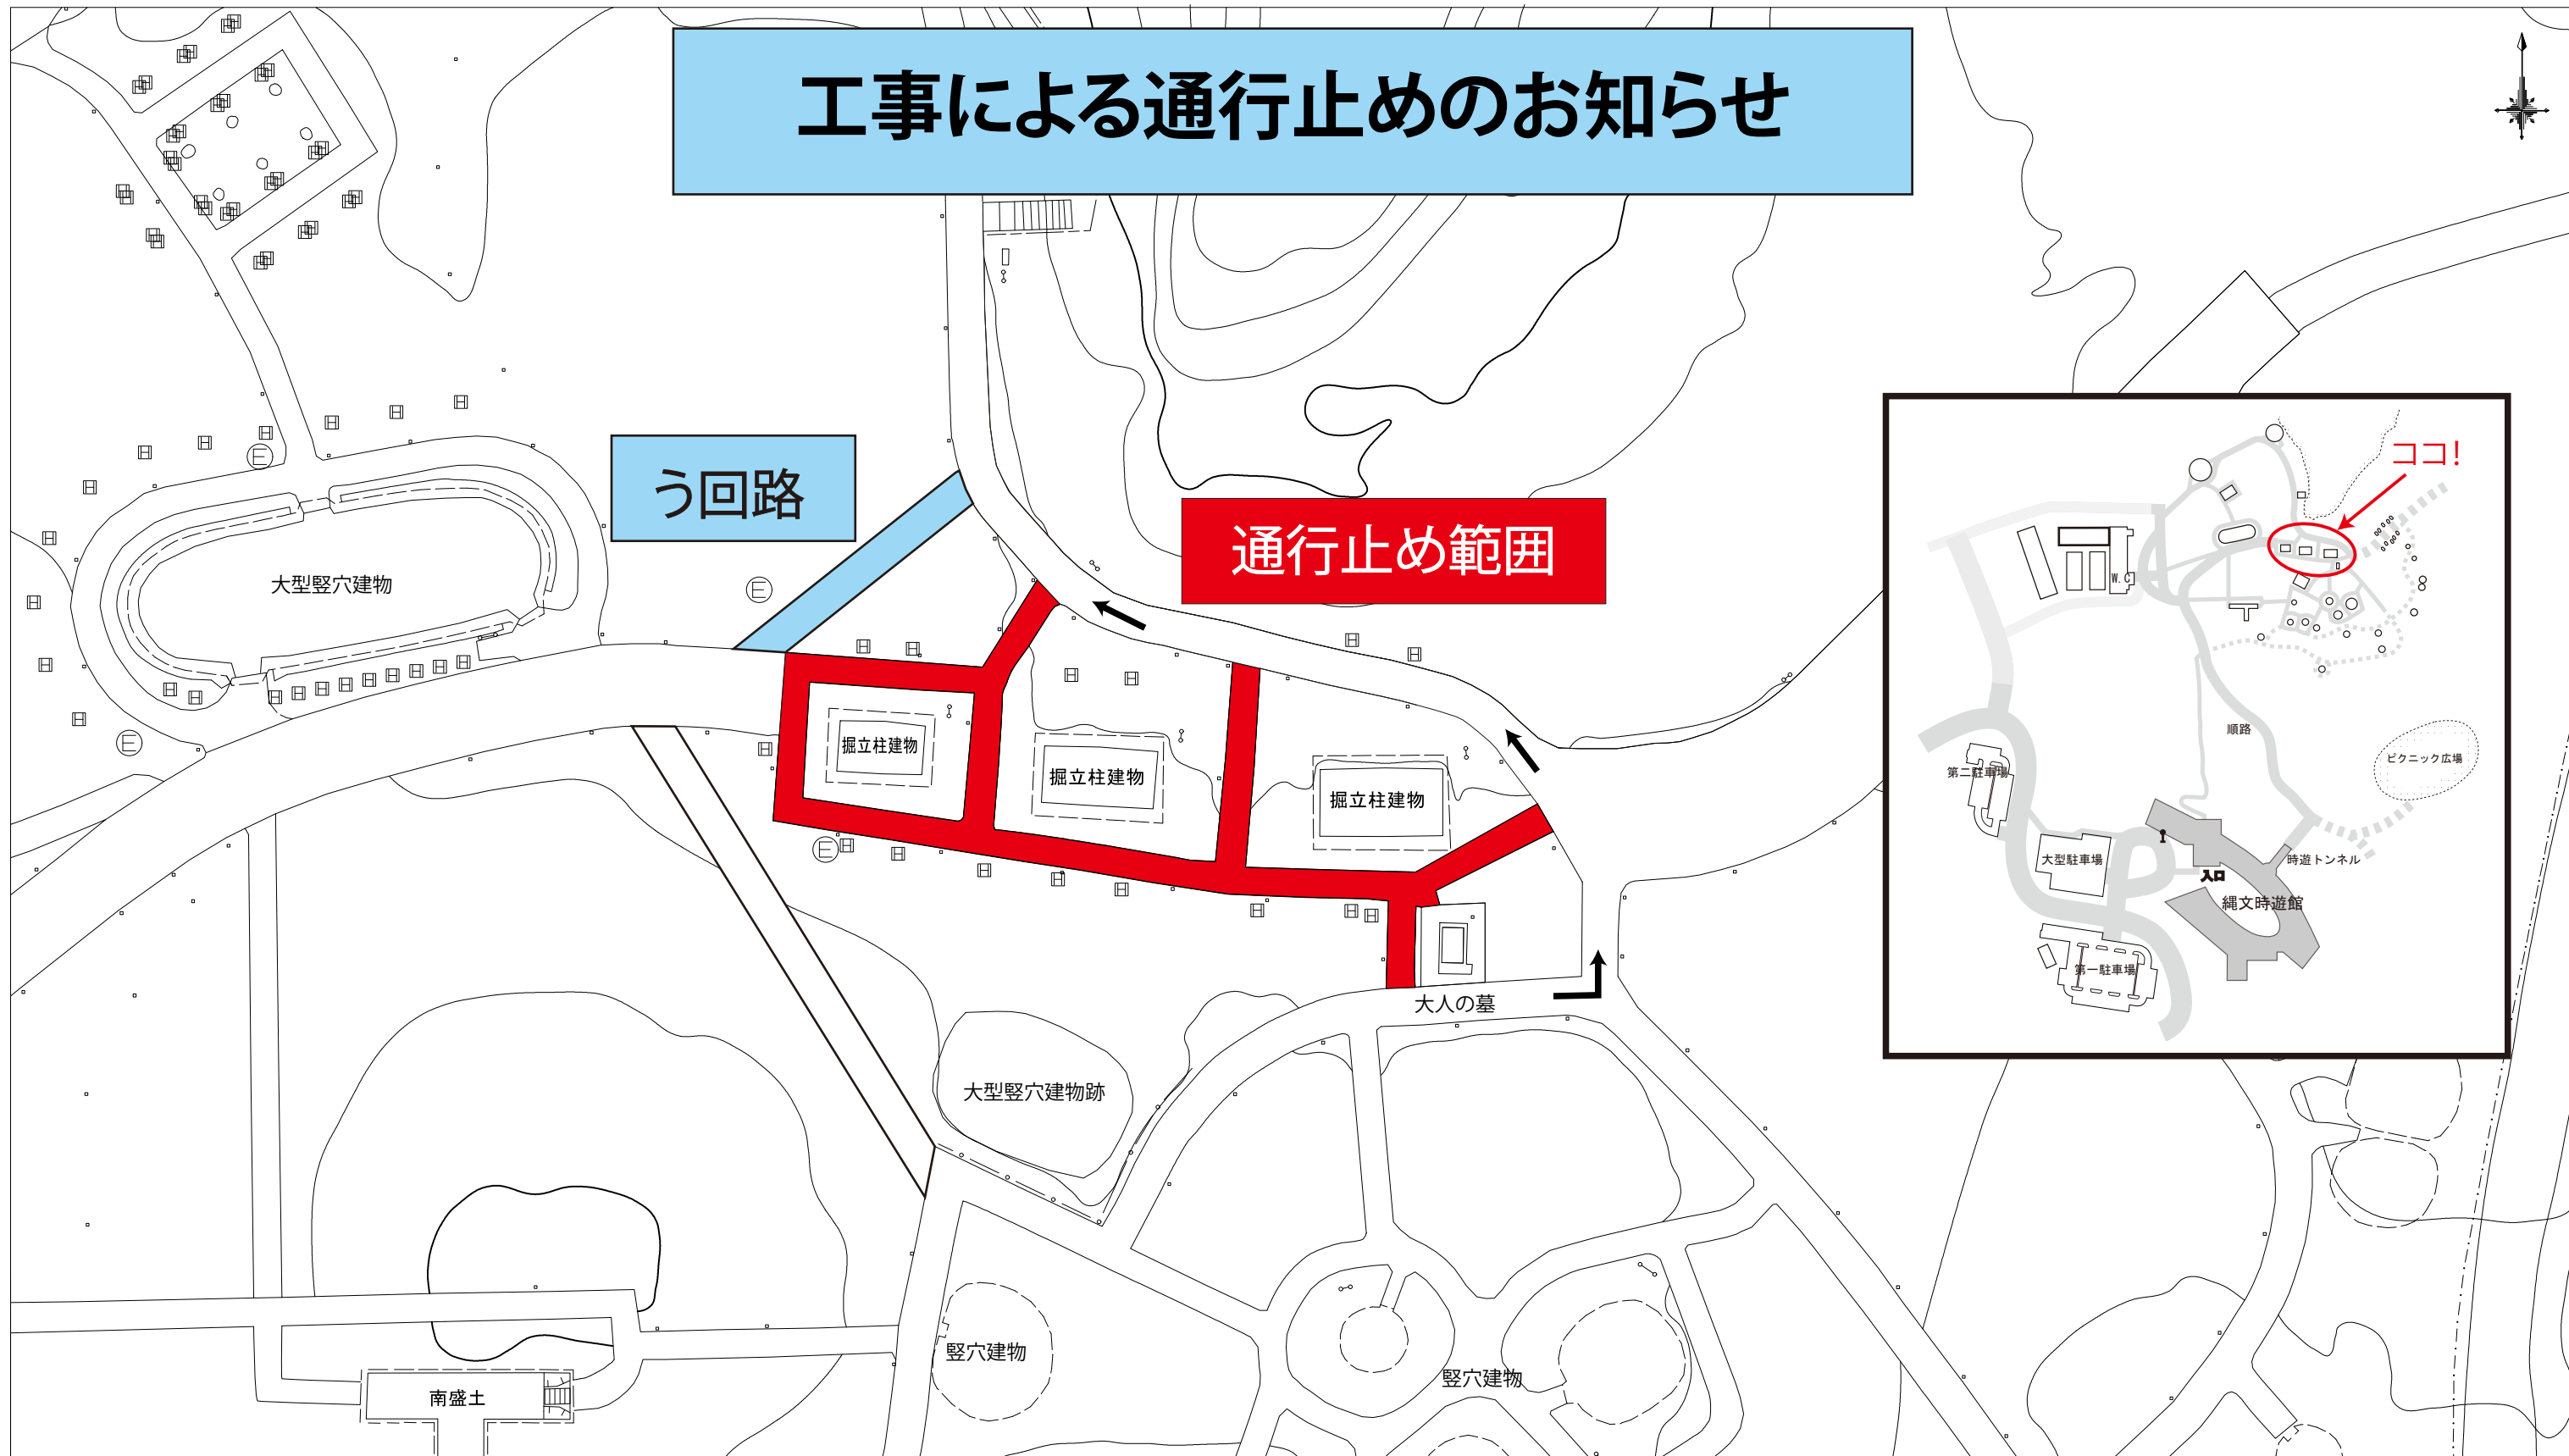 工事による通行止めのお知らせ
う回路
通行止め範囲
大型竪穴建物
掘立柱建物
掘立柱建物
掘立柱建物
大人の墓
大型竪穴建物跡
竪穴建物
竪穴建物
南盛土
E
E
E
E
ココ!
W.C
順路
ピクニック広場
第二駐車場
大型駐車場
時遊トンネル
入口
縄文時遊館
第一駐車場